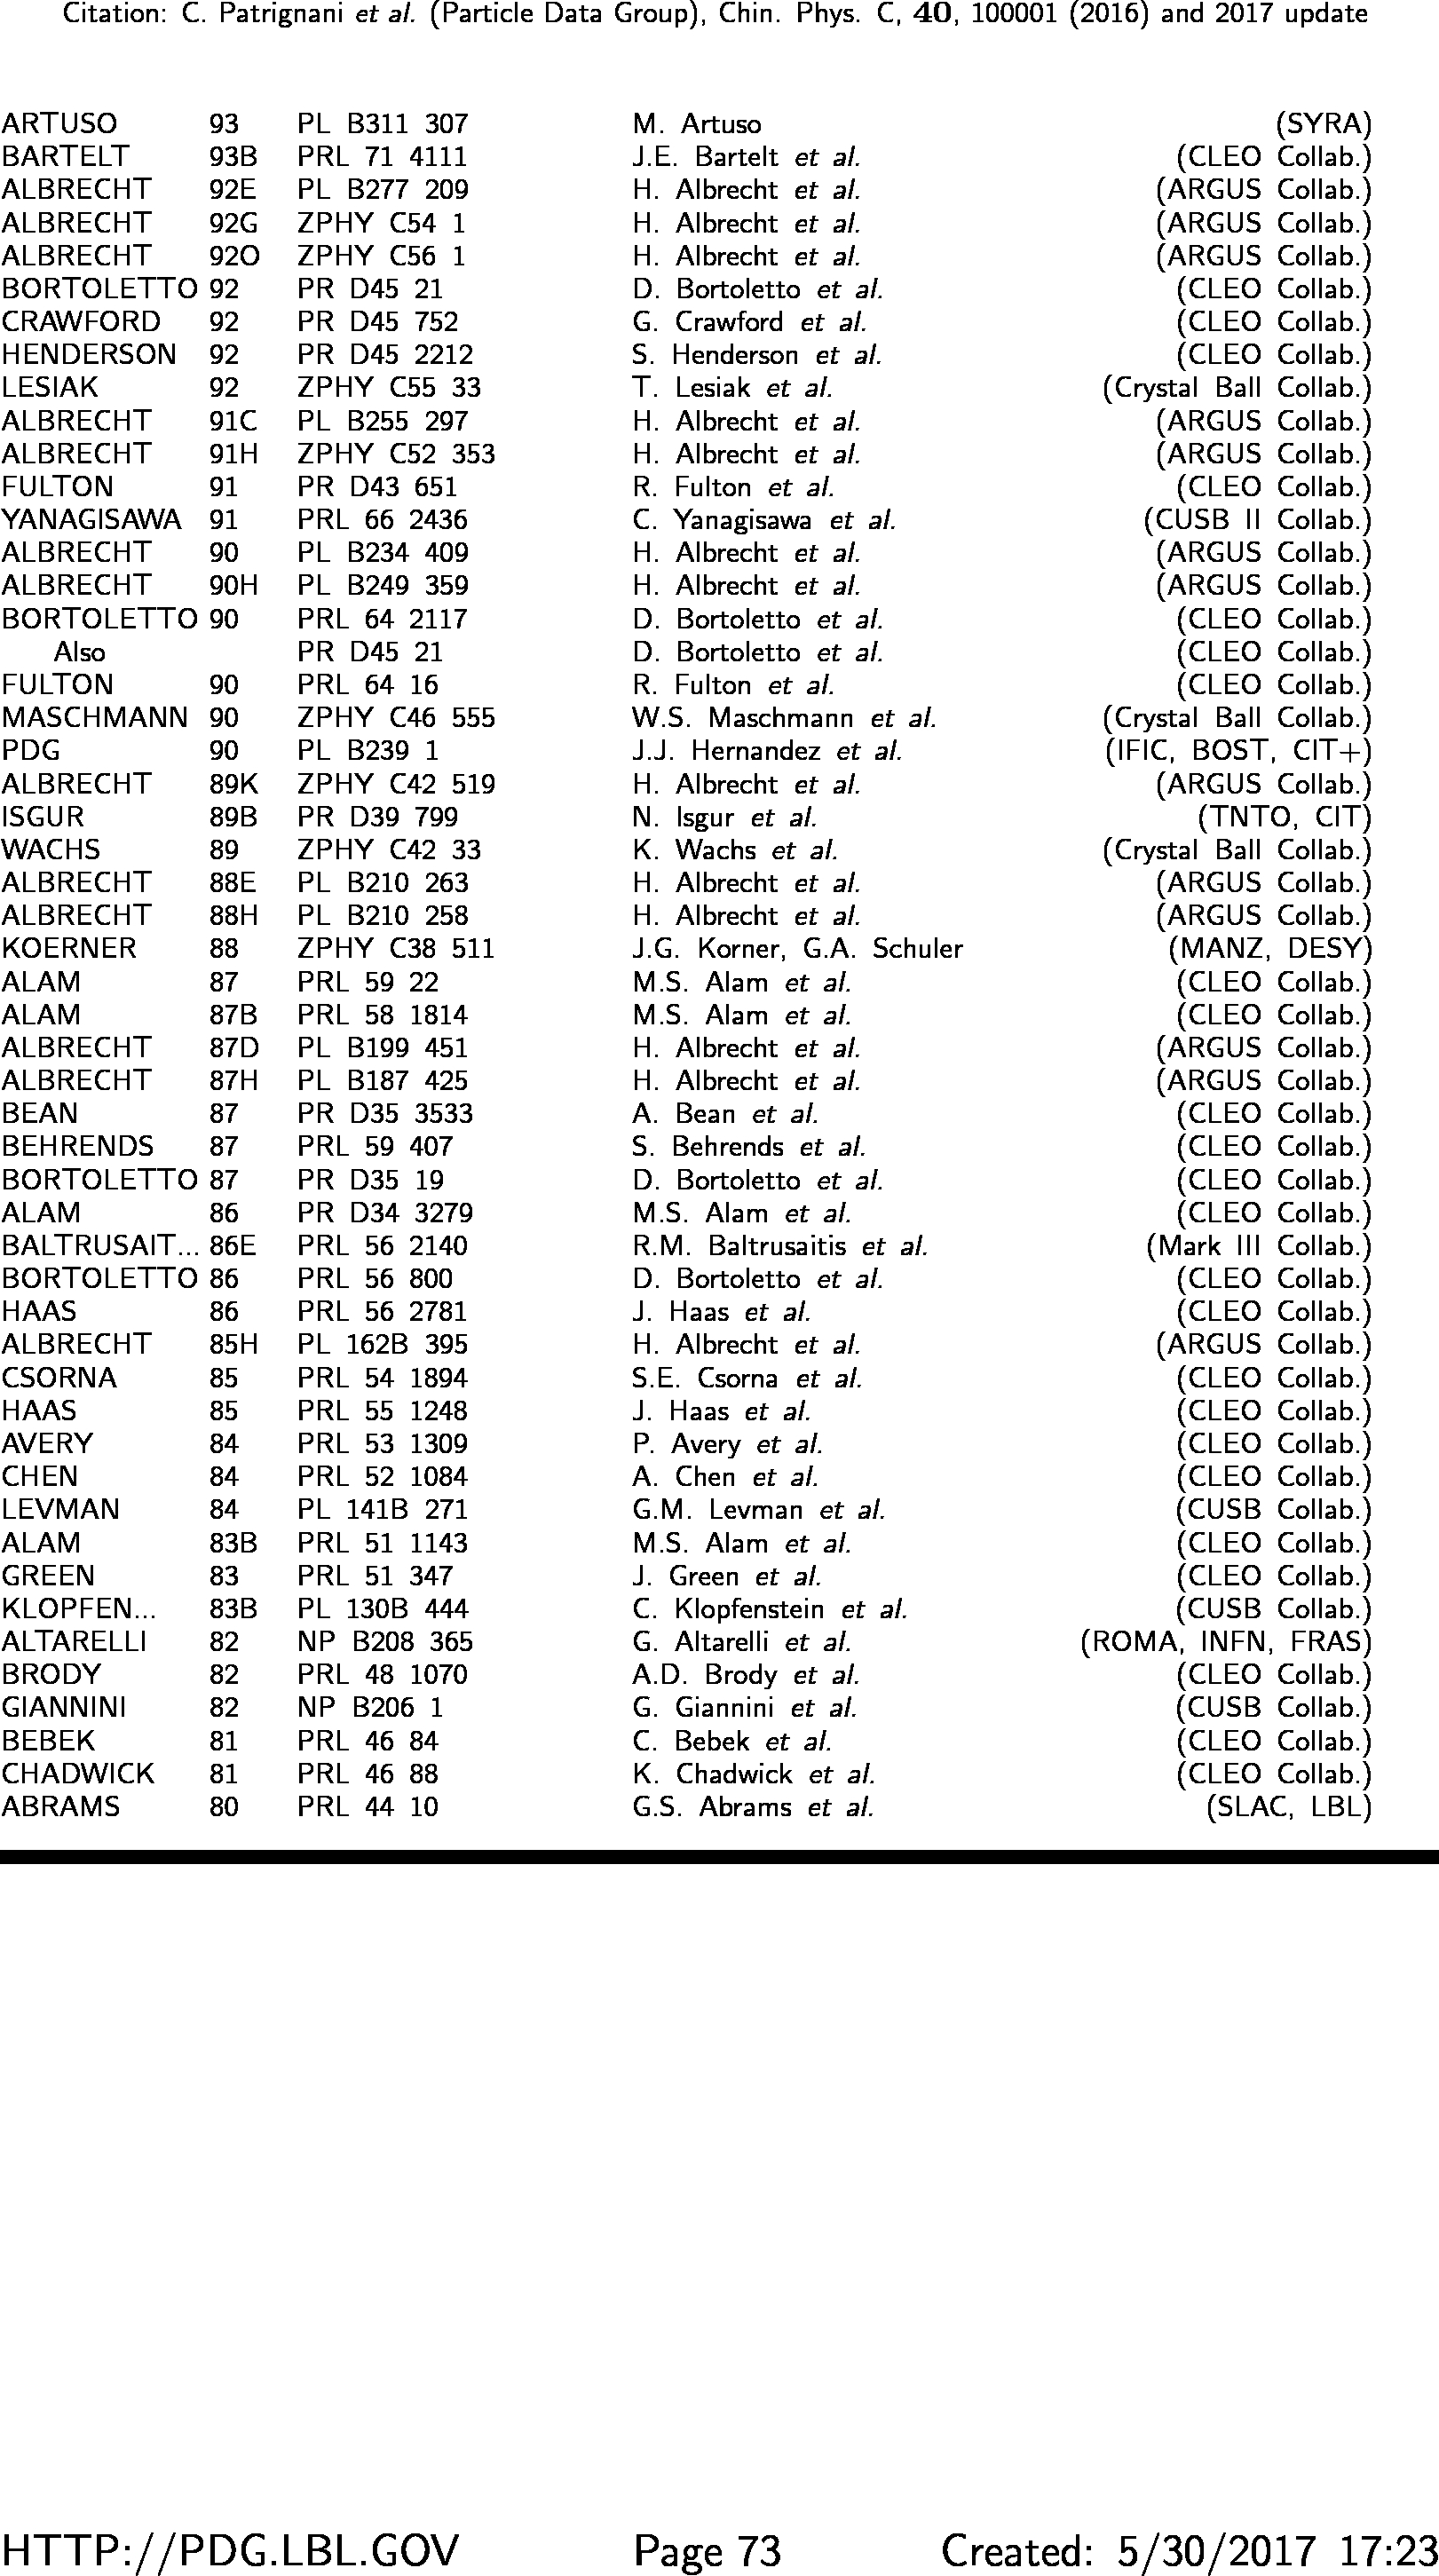 Citation: C. Patrignani et al. (Particle Data Group), Chin. Phys. C, 40, 100001 (2016) and 2017 update
ARTUSO 93 PL B311 307 M. Artuso (SYRA)
BARTELT 93B PRL 71 4111 J.E. Bartelt et al. (CLEO Collab.)
ALBRECHT 92E PL B277 209 H. Albrecht et al. (ARGUS Collab.)
ALBRECHT 92G ZPHY C54 1 H. Albrecht et al. (ARGUS Collab.)
ALBRECHT 92O ZPHY C56 1 H. Albrecht et al. (ARGUS Collab.)
BORTOLETTO 92 PR D45 21 D. Bortoletto et al. (CLEO Collab.)
CRAWFORD 92 PR D45 752 G. Crawford et al. (CLEO Collab.)
HENDERSON 92 PR D45 2212 S. Henderson et al. (CLEO Collab.)
LESIAK 92 ZPHY C55 33 T. Lesiak et al. (Crystal Ball Collab.)
ALBRECHT 91C PL B255 297 H. Albrecht et al. (ARGUS Collab.)
ALBRECHT 91H ZPHY C52 353 H. Albrecht et al. (ARGUS Collab.)
FULTON 91 PR D43 651 R. Fulton et al. (CLEO Collab.)
YANAGISAWA 91 PRL 66 2436 C. Yanagisawa et al. (CUSB II Collab.)
ALBRECHT 90 PL B234 409 H. Albrecht et al. (ARGUS Collab.)
ALBRECHT 90H PL B249 359 H. Albrecht et al. (ARGUS Collab.)
BORTOLETTO 90 PRL 64 2117 D. Bortoletto et al. (CLEO Collab.)
Also PR D45 21 D. Bortoletto et al. (CLEO Collab.)
FULTON 90 PRL 64 16 R. Fulton et al. (CLEO Collab.)
MASCHMANN 90 ZPHY C46 555 W.S. Maschmann et al. (Crystal Ball Collab.)
PDG 90 PL B239 1 J.J. Hernandez et al. (IFIC, BOST, CIT+)
ALBRECHT 89K ZPHY C42 519 H. Albrecht et al. (ARGUS Collab.)
ISGUR 89B PR D39 799 N. Isgur et al. (TNTO, CIT)
WACHS 89 ZPHY C42 33 K. Wachs et al. (Crystal Ball Collab.)
ALBRECHT 88E PL B210 263 H. Albrecht et al. (ARGUS Collab.)
ALBRECHT 88H PL B210 258 H. Albrecht et al. (ARGUS Collab.)
KOERNER 88 ZPHY C38 511 J.G. Korner, G.A. Schuler (MANZ, DESY)
ALAM 87 PRL 59 22 M.S. Alam et al. (CLEO Collab.)
ALAM 87B PRL 58 1814 M.S. Alam et al. (CLEO Collab.)
ALBRECHT 87D PL B199 451 H. Albrecht et al. (ARGUS Collab.)
ALBRECHT 87H PL B187 425 H. Albrecht et al. (ARGUS Collab.)
BEAN 87 PR D35 3533 A. Bean et al. (CLEO Collab.)
BEHRENDS 87 PRL 59 407 S. Behrends et al. (CLEO Collab.)
BORTOLETTO 87 PR D35 19 D. Bortoletto et al. (CLEO Collab.)
ALAM 86 PR D34 3279 M.S. Alam et al. (CLEO Collab.)
BALTRUSAIT... 86E PRL 56 2140 R.M. Baltrusaitis et al. (Mark III Collab.)
BORTOLETTO 86 PRL 56 800 D. Bortoletto et al. (CLEO Collab.)
HAAS 86 PRL 56 2781 J. Haas et al. (CLEO Collab.)
ALBRECHT 85H PL 162B 395 H. Albrecht et al. (ARGUS Collab.)
CSORNA 85 PRL 54 1894 S.E. Csorna et al. (CLEO Collab.)
HAAS 85 PRL 55 1248 J. Haas et al. (CLEO Collab.)
AVERY 84 PRL 53 1309 P. Avery et al. (CLEO Collab.)
CHEN 84 PRL 52 1084 A. Chen et al. (CLEO Collab.)
LEVMAN 84 PL 141B 271 G.M. Levman et al. (CUSB Collab.)
ALAM 83B PRL 51 1143 M.S. Alam et al. (CLEO Collab.)
GREEN 83 PRL 51 347 J. Green et al. (CLEO Collab.)
KLOPFEN... 83B PL 130B 444 C. Klopfenstein et al. (CUSB Collab.)
ALTARELLI 82 NP B208 365 G. Altarelli et al. (ROMA, INFN, FRAS)
BRODY 82 PRL 48 1070 A.D. Brody et al. (CLEO Collab.)
GIANNINI 82 NP B206 1 G. Giannini et al. (CUSB Collab.)
BEBEK 81 PRL 46 84 C. Bebek et al. (CLEO Collab.)
CHADWICK 81 PRL 46 88 K. Chadwick et al. (CLEO Collab.)
ABRAMS 80 PRL 44 10 G.S. Abrams et al. (SLAC, LBL)
HTTP://PDG.LBL.GOV Page 73 Created: 5/30/2017 17:23